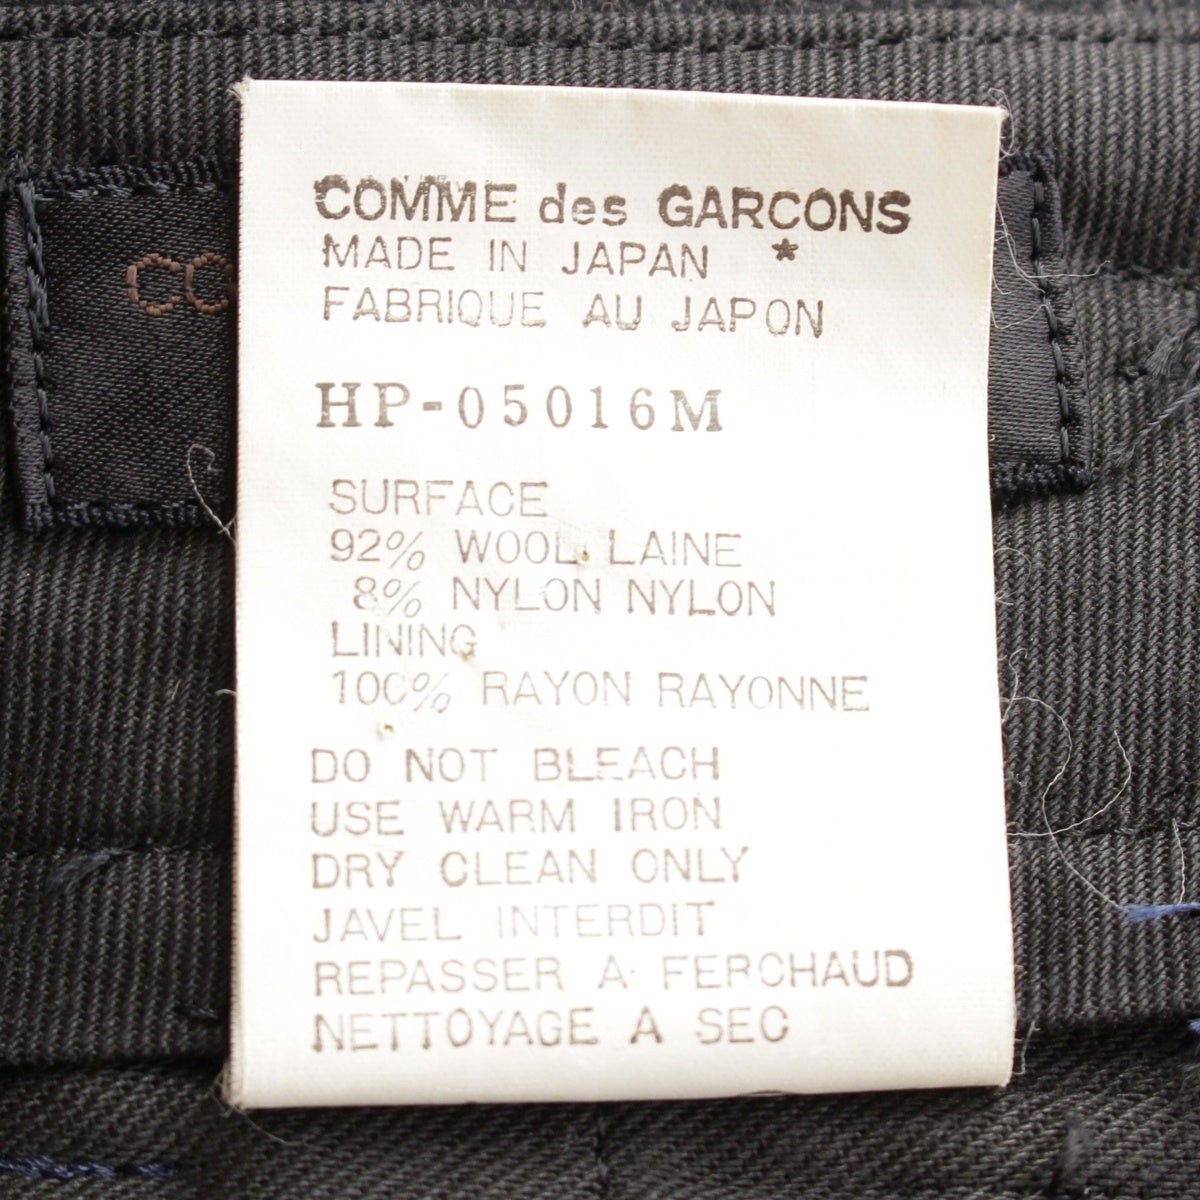 COMME des GARCONS
MADE IN JAPAN *
FABRIQUE AU JAPON
HP-05016M
SURFACE
92% WOOL LAINE
8% NYLON NYLON
LINING
100% RAYON RAYONNE
DO NOT BLEACH
USE WARM IRON
DRY CLEAN ONLY
JAVEL INTERDIT
REPASSER A FERCHAUD
NETTOYAGE A SEC